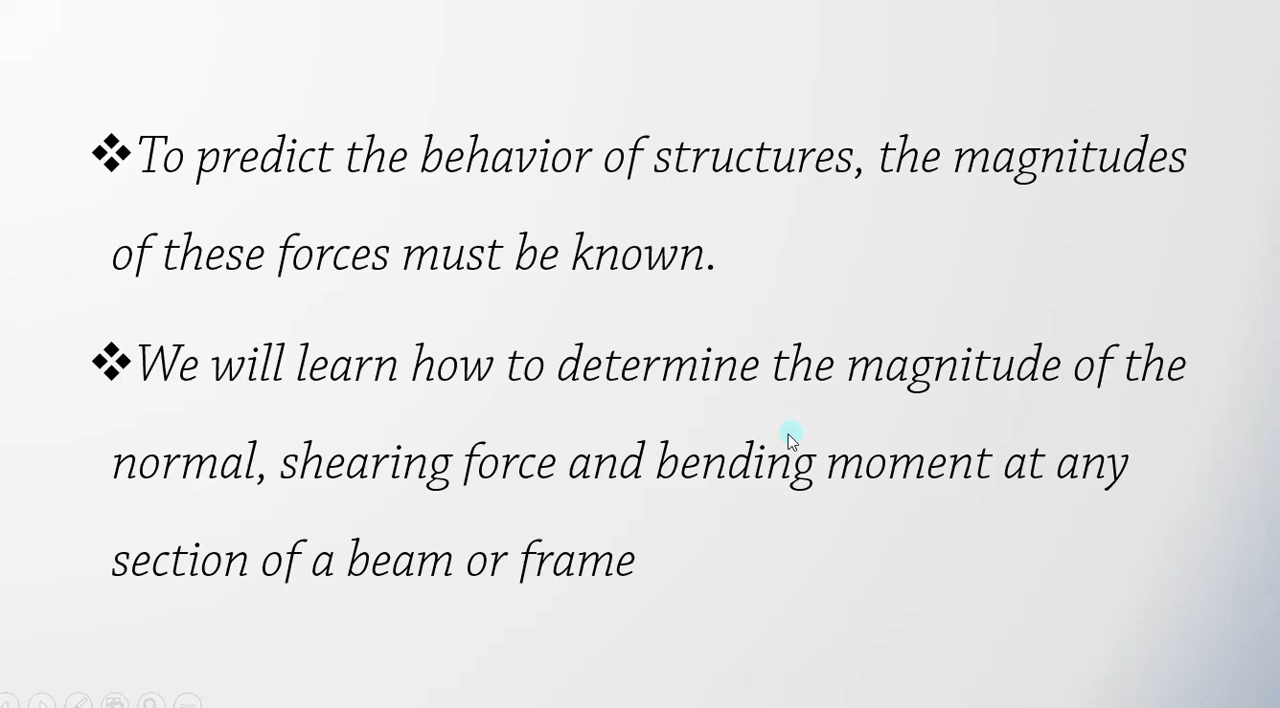 ❖To predict the behavior of structures, the magnitudes
of these forces must be known.
❖We will learn how to determine the magnitude of the
normal, shearing force and bending moment at any
section of a beam or frame